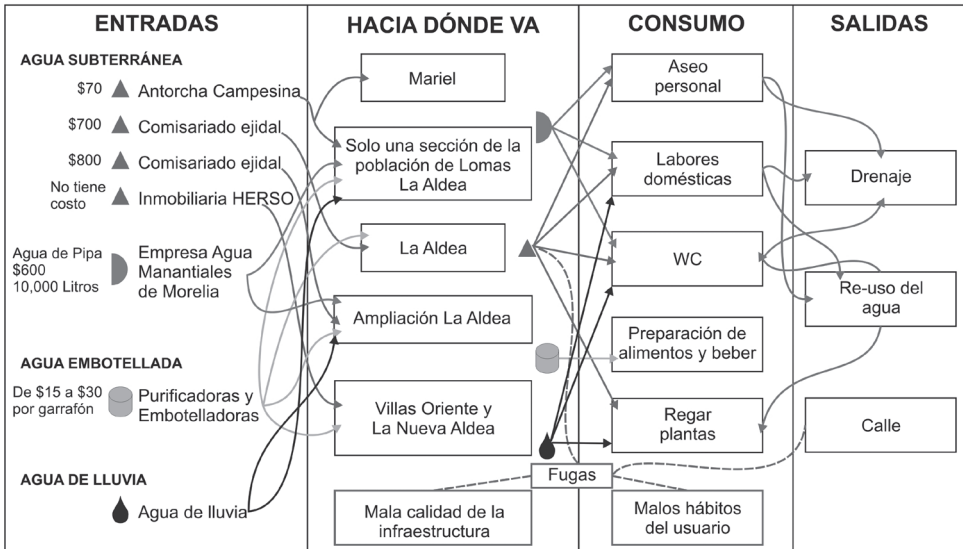 ENTRADAS
AGUA SUBTERRÁNEA
$70 Antorcha Campesina
$700 Comisariado ejidal
$800 Comisariado ejidal
No tiene
costo
Inmobiliaria HERSO
Agua de Pipa
$600
10,000 Litros
Empresa Agua
Manantiales
de Morelia
AGUA EMBOTELLADA
De $15 a $30
por garrafón
Purificadoras y
Embotelladoras
AGUA DE LLUVIA
Agua de lluvia
HACIA DÓNDE VA
Mariel
Solo una sección de la
población de Lomas
La Aldea
La Aldea
Ampliación La Aldea
Villas Oriente y
La Nueva Aldea
Mala calidad de la
infraestructura
Fugas
CONSUMO
Aseo
personal
Labores
domésticas
WC
Preparación de
alimentos y beber
Regar
plantas
Malos hábitos
del usuario
SALIDAS
Drenaje
Re-uso del
agua
Calle